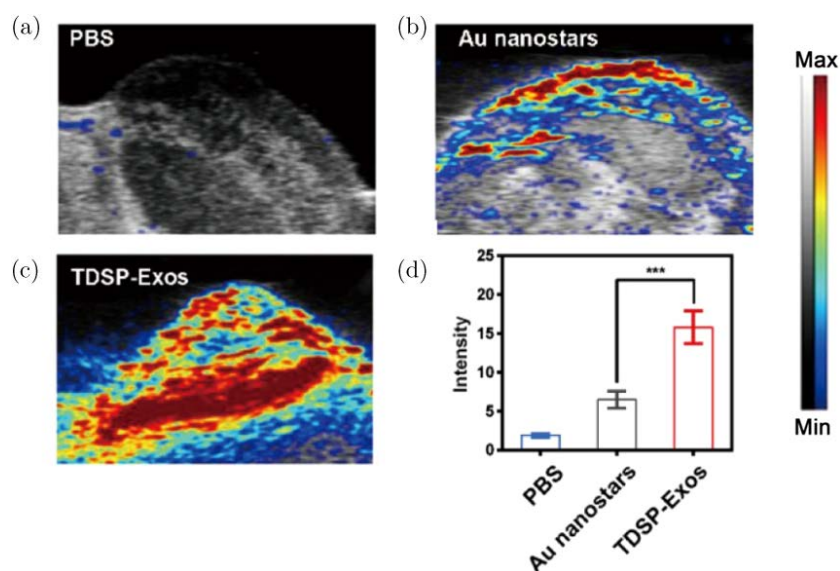 (a)
PBS
(b)
Au nanostars
Max
Min
(c)
TDSP-Exos
(d)
25
20
15
10
5
0
Intensity
***
PBS
Au nanostars
TDSP-Exos